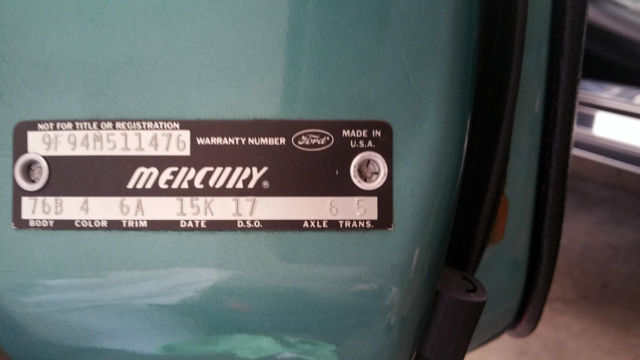 NOT FOR TITLE OR REGISTRATION
9F94M511476 WARRANTY NUMBER Ford MADE IN U.S.A.
MERCURY®
76B 4 6A 15K 17 6 5
BODY COLOR TRIM DATE D.S.O. AXLE TRANS.